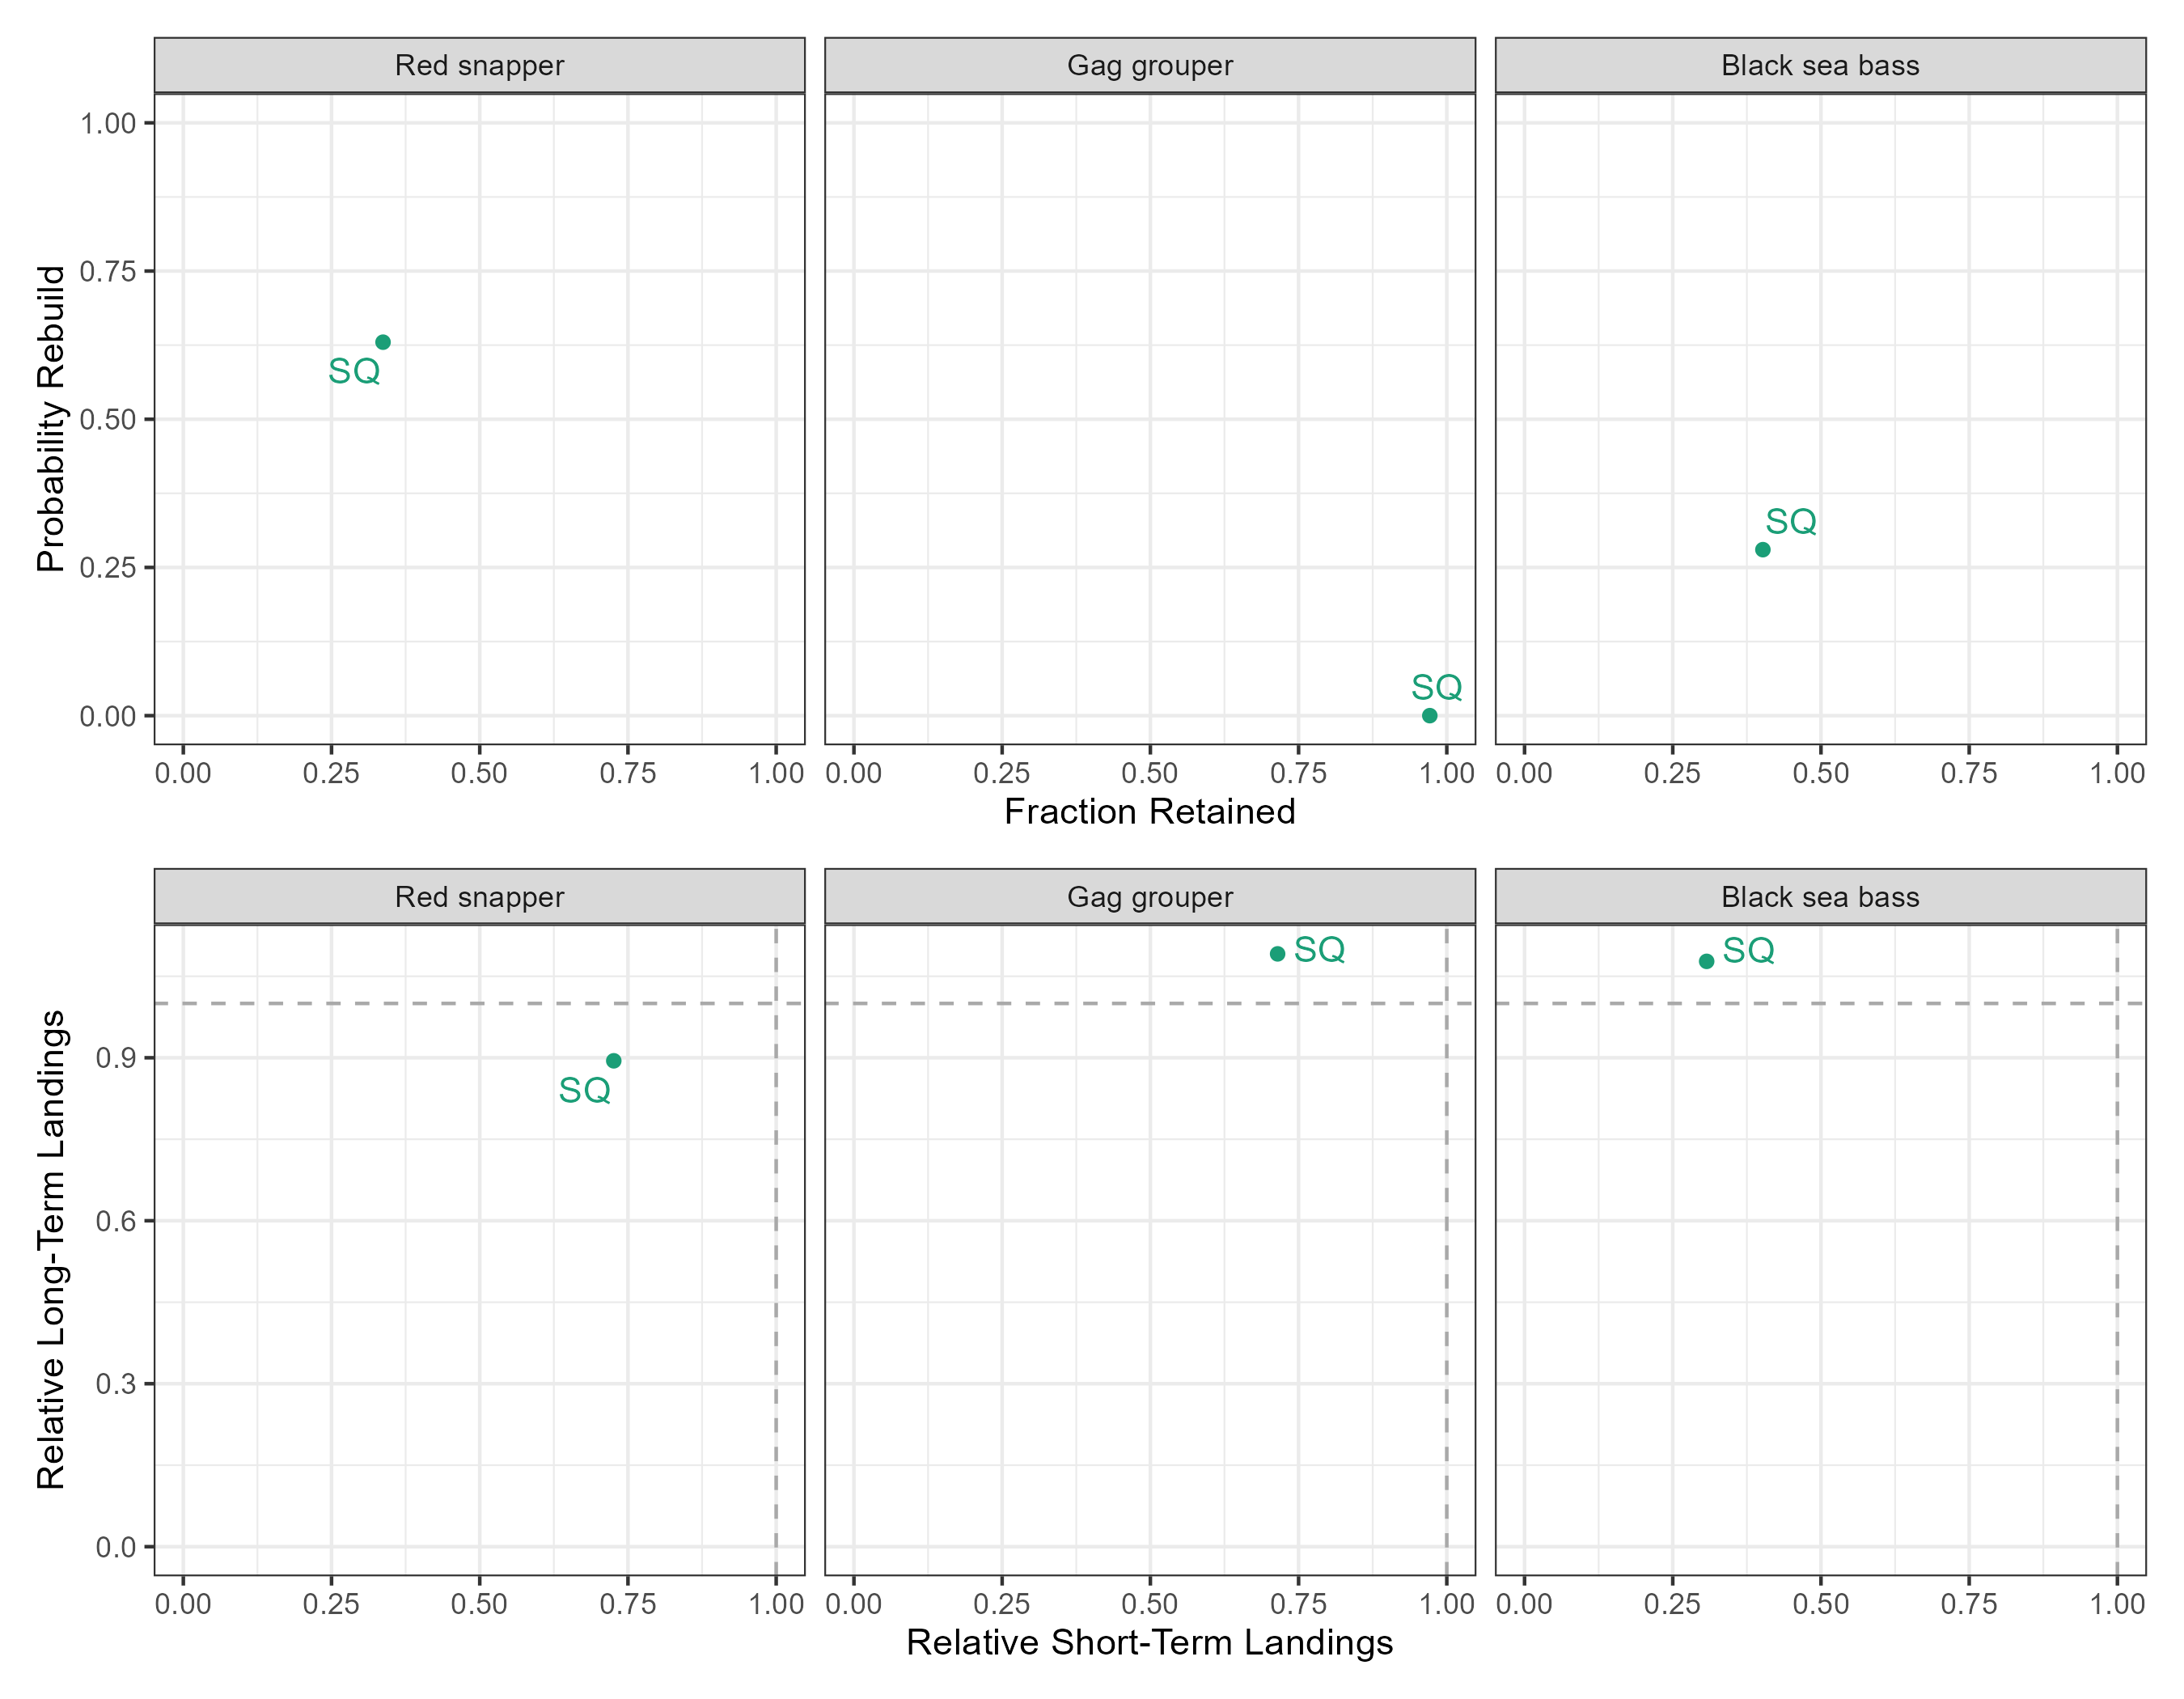 Red snapper
Gag grouper
Black sea bass
Probability Rebuild
1.00
0.75
0.50
0.25
0.00
SQ
SQ
SQ
0.00 0.25 0.50 0.75 1.00
0.00 0.25 0.50 0.75 1.00
0.00 0.25 0.50 0.75 1.00
Fraction Retained
Red snapper
Gag grouper
Black sea bass
Relative Long-Term Landings
0.9
0.6
0.3
0.0
SQ
SQ
SQ
0.00 0.25 0.50 0.75 1.00
0.00 0.25 0.50 0.75 1.00
0.00 0.25 0.50 0.75 1.00
Relative Short-Term Landings